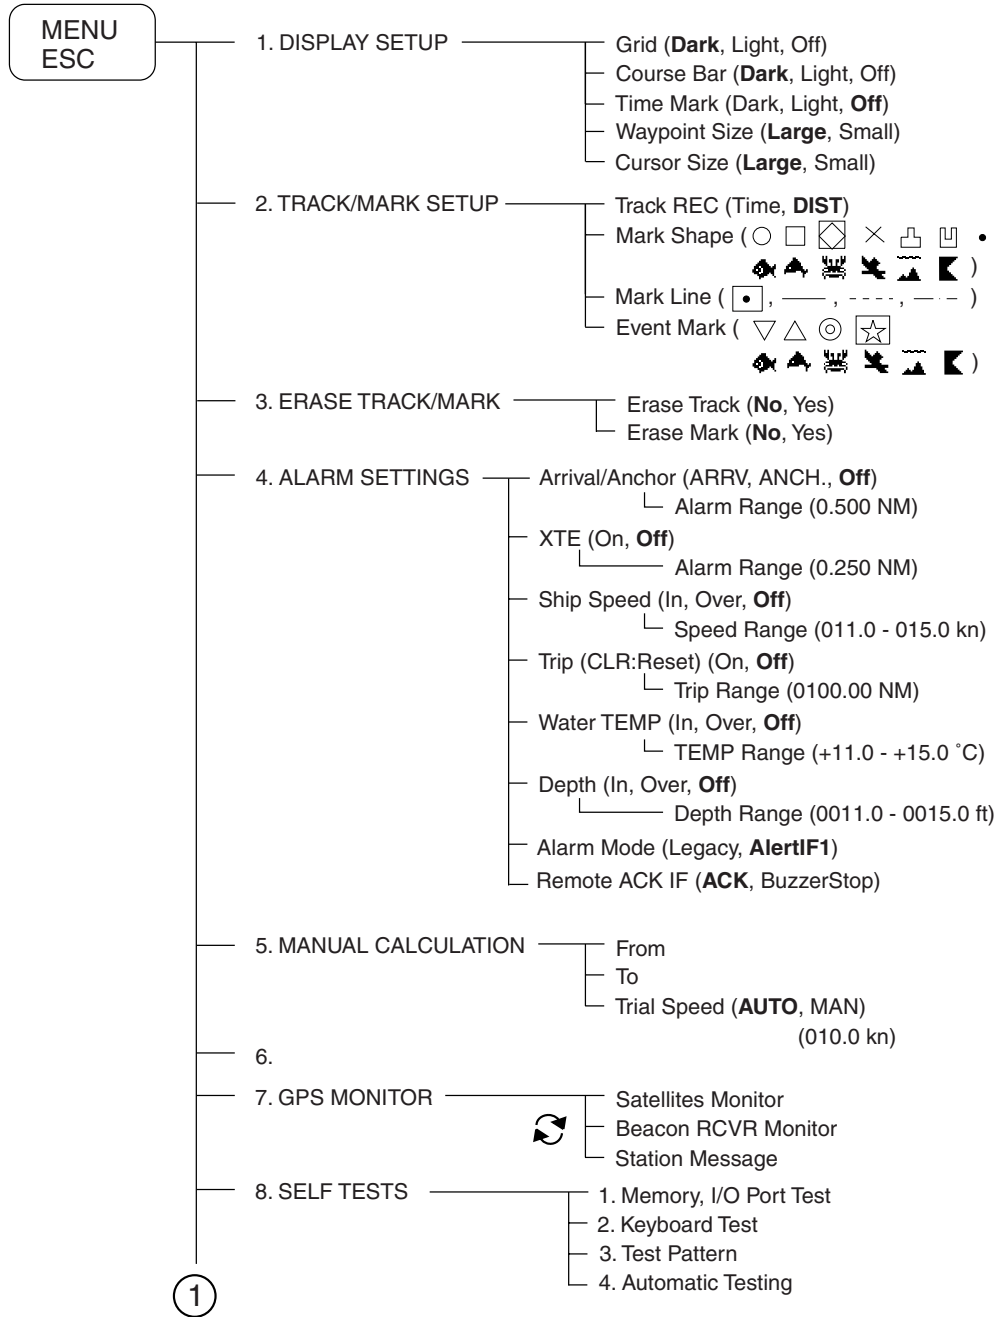 MENU
ESC
1. DISPLAY SETUP
Grid (Dark, Light, Off)
Course Bar (Dark, Light, Off)
Time Mark (Dark, Light, Off)
Waypoint Size (Large, Small)
Cursor Size (Large, Small)
2. TRACK/MARK SETUP
Track REC (Time, DIST)
Mark Shape (
)
Mark Line ( , , , )
Event Mark (
)
3. ERASE TRACK/MARK
Erase Track (No, Yes)
Erase Mark (No, Yes)
4. ALARM SETTINGS
Arrival/Anchor (ARRV, ANCH., Off)
Alarm Range (0.500 NM)
XTE (On, Off)
Alarm Range (0.250 NM)
Ship Speed (In, Over, Off)
Speed Range (011.0 - 015.0 kn)
Trip (CLR:Reset) (On, Off)
Trip Range (0100.00 NM)
Water TEMP (In, Over, Off)
TEMP Range (+11.0 - +15.0 ˚C)
Depth (In, Over, Off)
Depth Range (0011.0 - 0015.0 ft)
Alarm Mode (Legacy, AlertIF1)
Remote ACK IF (ACK, BuzzerStop)
5. MANUAL CALCULATION
From
To
Trial Speed (AUTO, MAN)
(010.0 kn)
6.
7. GPS MONITOR
Satellites Monitor
Beacon RCVR Monitor
Station Message
8. SELF TESTS
1. Memory, I/O Port Test
2. Keyboard Test
3. Test Pattern
4. Automatic Testing
1